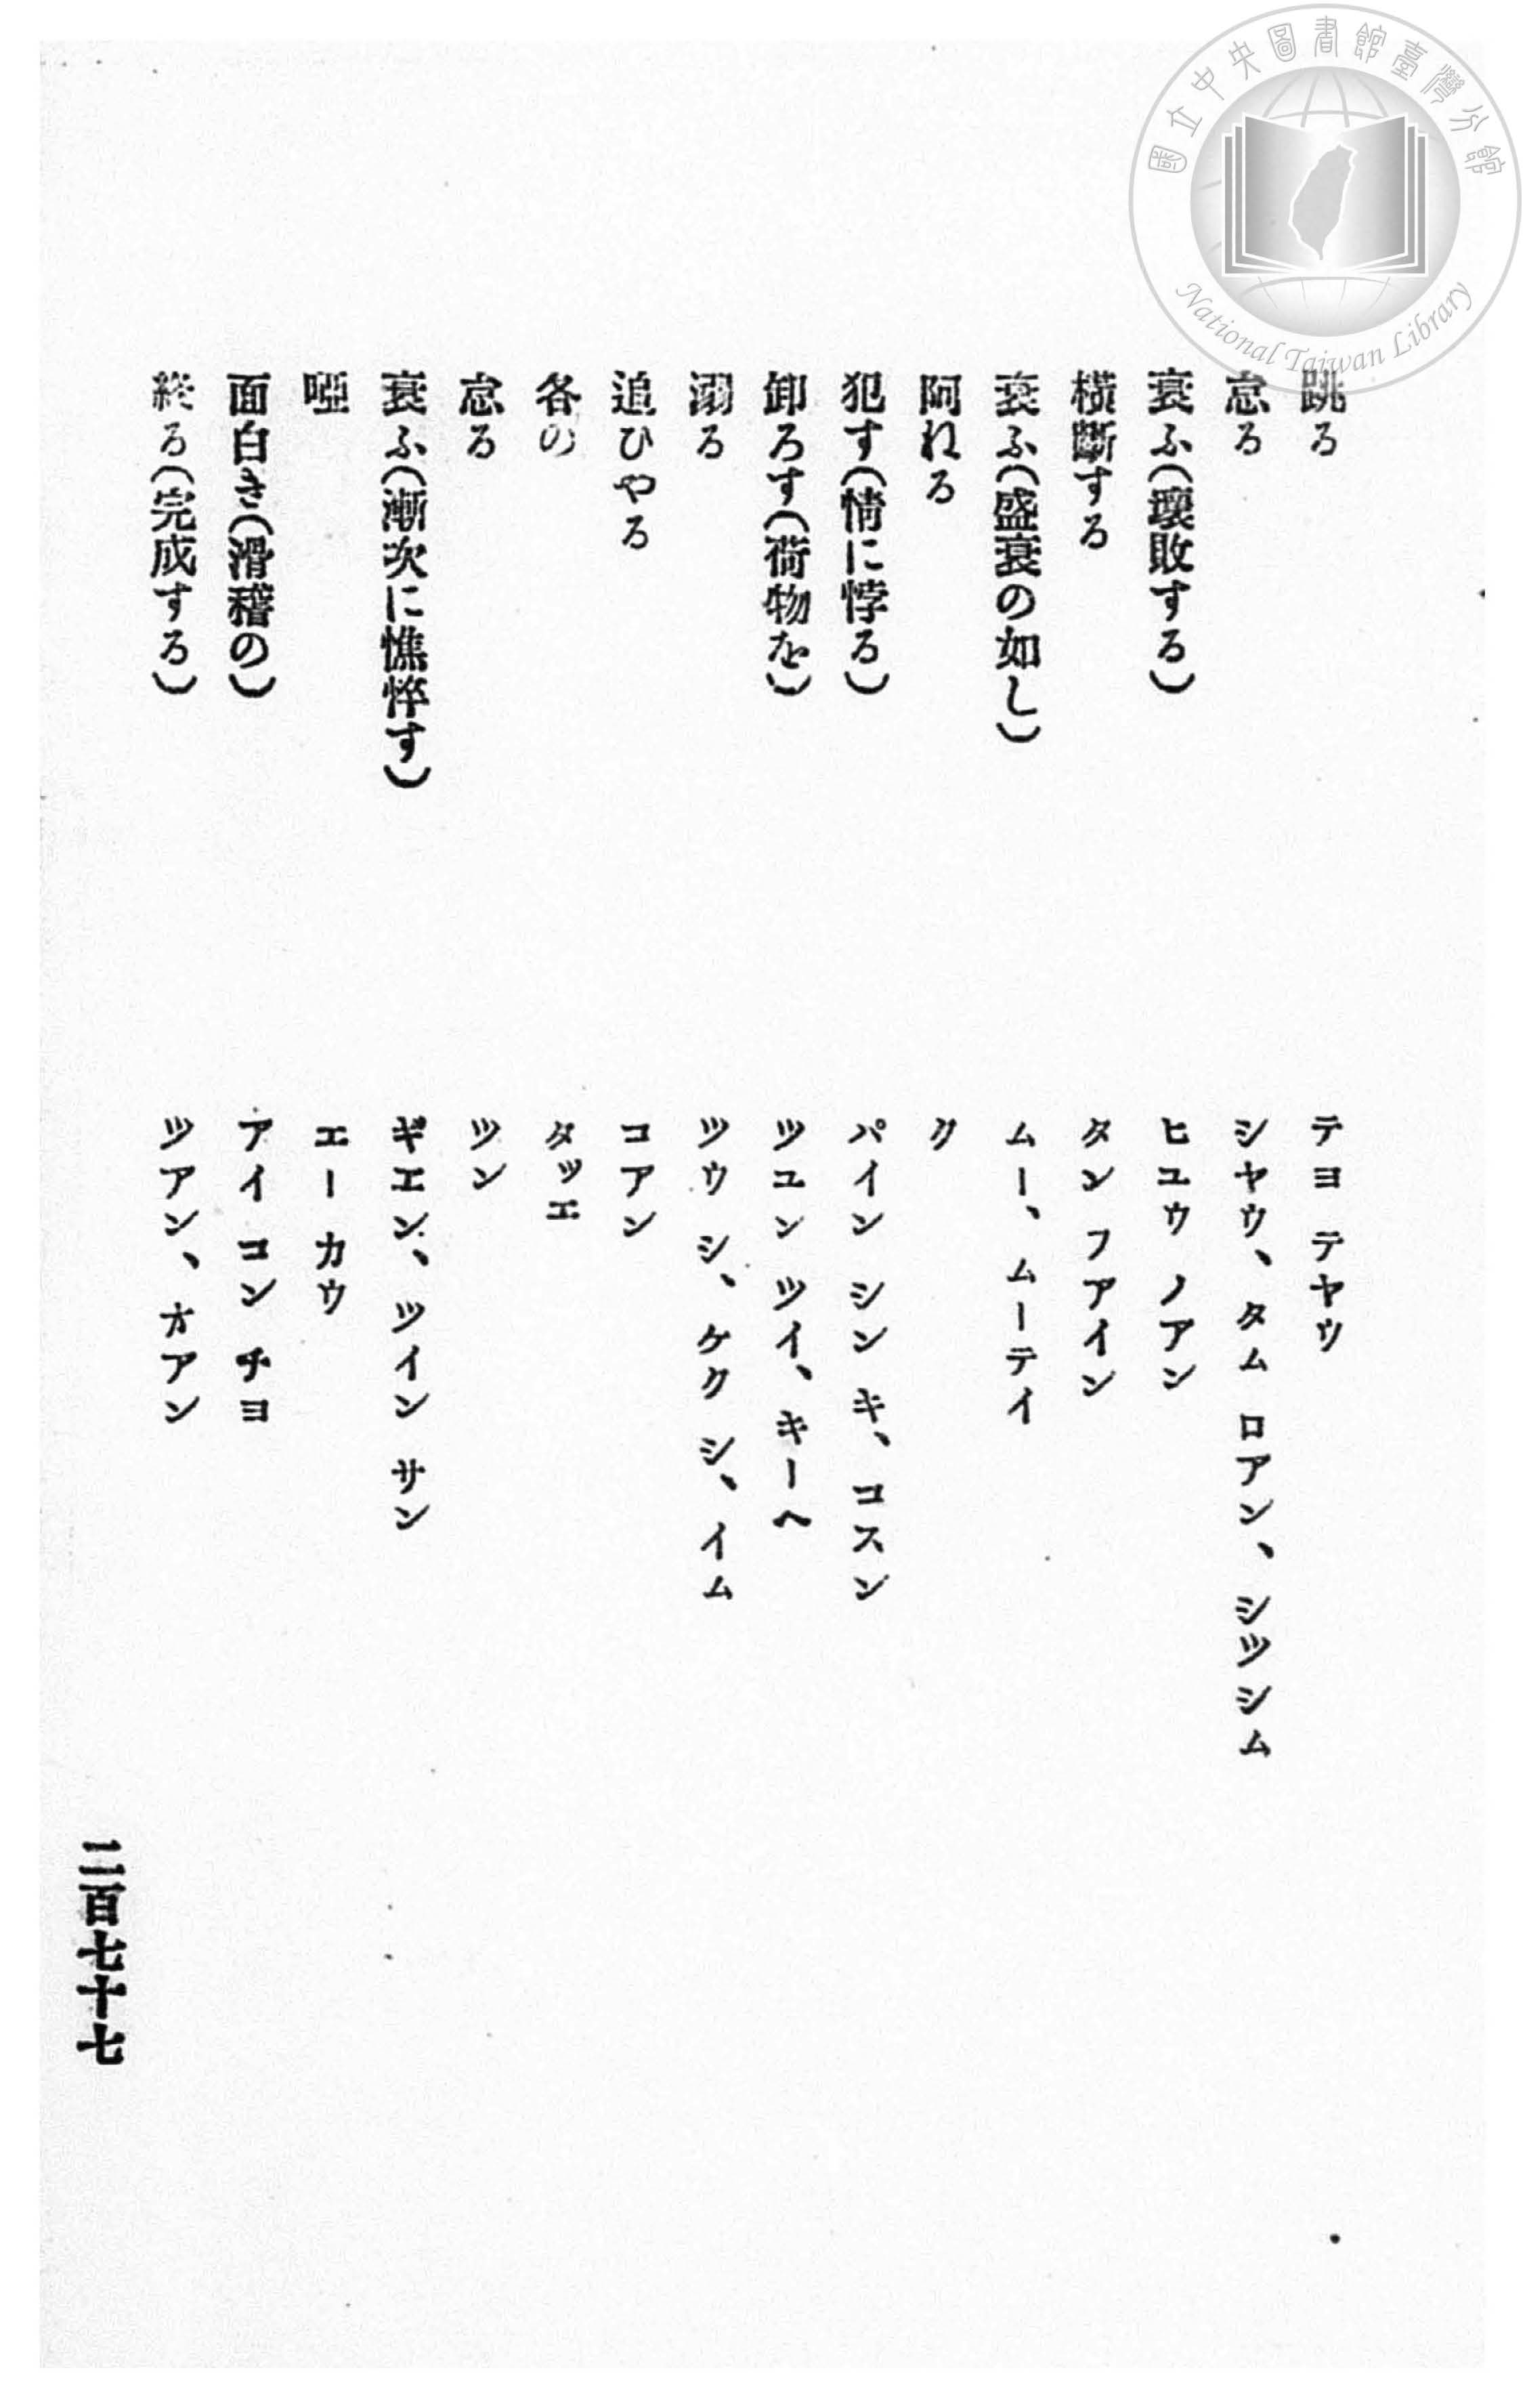 國立中央圖書館臺灣分館
National Taiwan Library
跳る　テヨ テヤウ
怠る　シヤウ、タム ロアン、シツシム
衰ふ(壞敗する)　ヒユウ ノアン
橫斷する　タン フアイン
衰ふ(盛衰の如し)　ムー、ムーテイ
阿ねる　ク
犯す(情に悖る)　パイン シン キ、コスン
卸ろす(荷物を)　ツユン ツイ、キーヘ
溺る　ツウ シ、ケク シ、イム
追ひやる　コアン
各の　タッエ
怠る　ツン
衰ふ(漸次に憔悴す)　ギエン、ツイン サン
啞　エー カウ
面白き(滑稽の)　アイ コン チヨ
終ろ(完成する)　ツアン、オアン
二百七十七